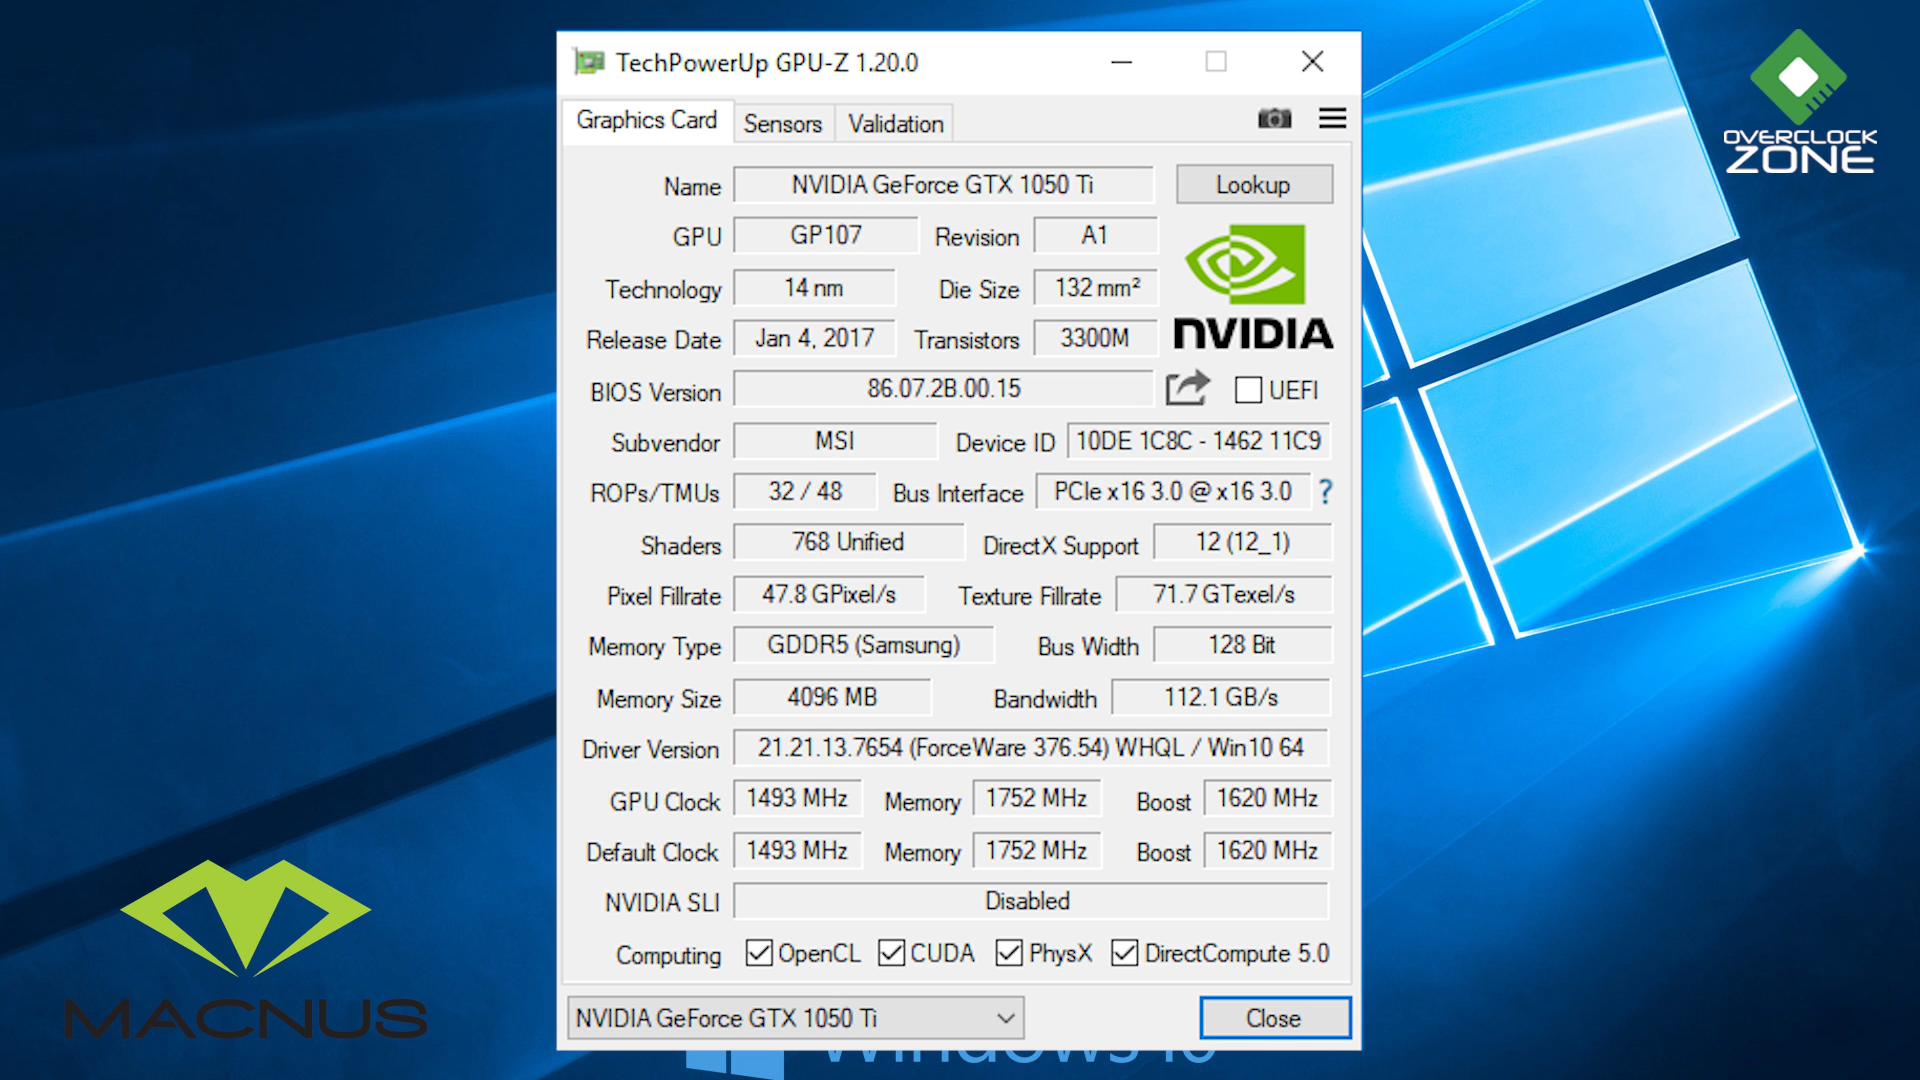 TechPowerUp GPU-Z 1.20.0
OVERCLOCK
ZONE
Graphics Card Sensors Validation
Name NVIDIA GeForce GTX 1050 Ti Lookup
GPU GP107 Revision A1
Technology 14 nm Die Size 132 mm²
Release Date Jan 4, 2017 Transistors 3300M
NVIDIA
BIOS Version 86.07.2B.00.15 UEFI
Subvendor MSI Device ID 10DE 1C8C - 1462 11C9
ROPs/TMUs 32 / 48 Bus Interface PCIe x16 3.0 @ x16 3.0 ?
Shaders 768 Unified DirectX Support 12 (12_1)
Pixel Fillrate 47.8 GPixel/s Texture Fillrate 71.7 GTexel/s
Memory Type GDDR5 (Samsung) Bus Width 128 Bit
Memory Size 4096 MB Bandwidth 112.1 GB/s
Driver Version 21.21.13.7654 (ForceWare 376.54) WHQL / Win10 64
GPU Clock 1493 MHz Memory 1752 MHz Boost 1620 MHz
Default Clock 1493 MHz Memory 1752 MHz Boost 1620 MHz
NVIDIA SLI Disabled
Computing OpenCL CUDA PhysX DirectCompute 5.0
NVIDIA GeForce GTX 1050 Ti Close
MACNUS
Windows 10